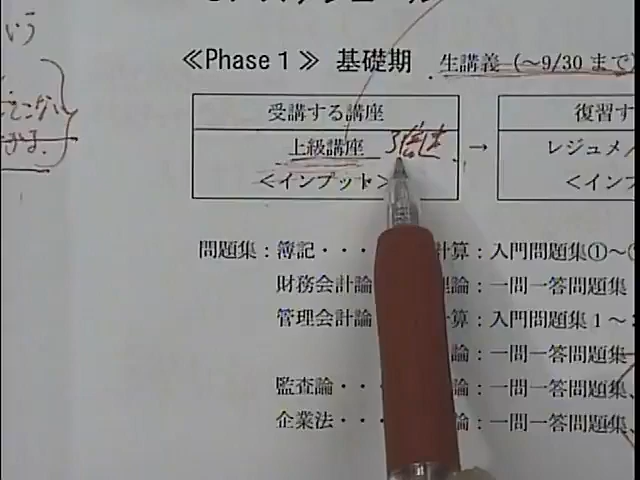 いう
≪Phase 1≫ 基礎期 生講義(~9/30 まで)
受講する講座
復習す
上級講座 3倍速 → レジュメ
<インプット>
<イン
問題集:簿記・・・ 計算:入門問題集①~
財務会計論 論:一問一答問題集
管理会計論 算:入門問題集1~
論:一問一答問題集
監査論・・ 論:一問一答問題集
企業法・・・ 論:一問一答問題集